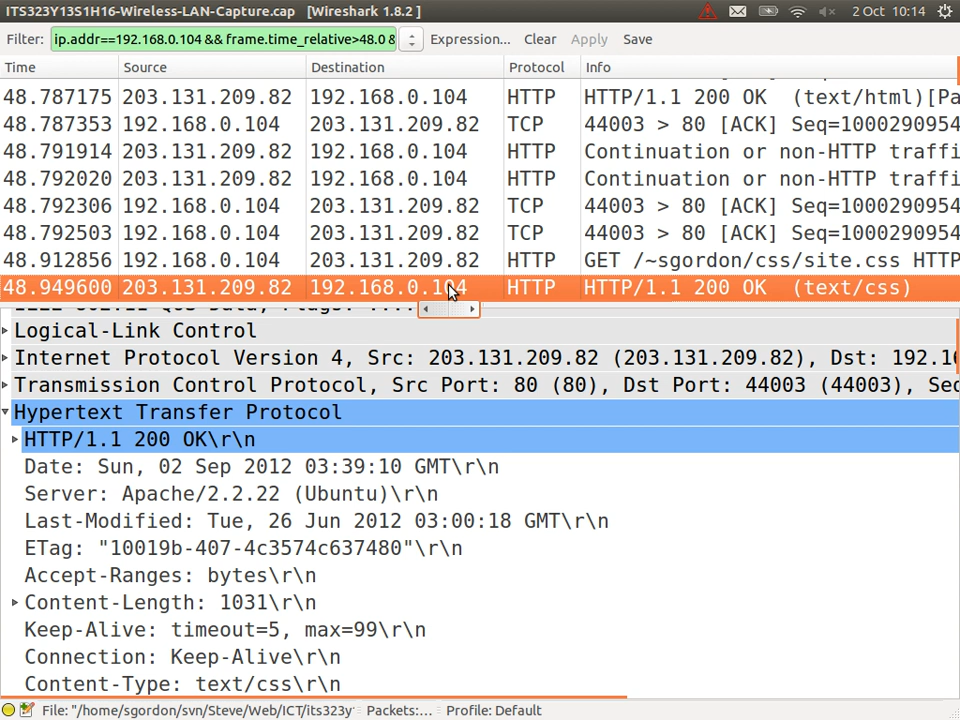 ITS323Y13S1H16-Wireless-LAN-Capture.cap [Wireshark 1.8.2 ] 2 Oct 10:14
Filter: ip.addr==192.168.0.104 && frame.time_relative>48.0 & Expression... Clear Apply Save
Time Source Destination Protocol Info
48.787175 203.131.209.82 192.168.0.104 HTTP HTTP/1.1 200 OK (text/html)[Pa
48.787353 192.168.0.104 203.131.209.82 TCP 44003 > 80 [ACK] Seq=1000290954
48.791914 203.131.209.82 192.168.0.104 HTTP Continuation or non-HTTP traffi
48.792020 203.131.209.82 192.168.0.104 HTTP Continuation or non-HTTP traffi
48.792306 192.168.0.104 203.131.209.82 TCP 44003 > 80 [ACK] Seq=1000290954
48.792503 192.168.0.104 203.131.209.82 TCP 44003 > 80 [ACK] Seq=1000290954
48.912856 192.168.0.104 203.131.209.82 HTTP GET /~sgordon/css/site.css HTTP
48.949600 203.131.209.82 192.168.0.104 HTTP HTTP/1.1 200 OK (text/css)
Logical-Link Control
Internet Protocol Version 4, Src: 203.131.209.82 (203.131.209.82), Dst: 192.16
Transmission Control Protocol, Src Port: 80 (80), Dst Port: 44003 (44003), Seq
Hypertext Transfer Protocol
HTTP/1.1 200 OK\r\n
Date: Sun, 02 Sep 2012 03:39:10 GMT\r\n
Server: Apache/2.2.22 (Ubuntu)\r\n
Last-Modified: Tue, 26 Jun 2012 03:00:18 GMT\r\n
ETag: "10019b-407-4c3574c637480"\r\n
Accept-Ranges: bytes\r\n
Content-Length: 1031\r\n
Keep-Alive: timeout=5, max=99\r\n
Connection: Keep-Alive\r\n
Content-Type: text/css\r\n
File: "/home/sgordon/svn/Steve/Web/ICT/its323y Packets:... Profile: Default